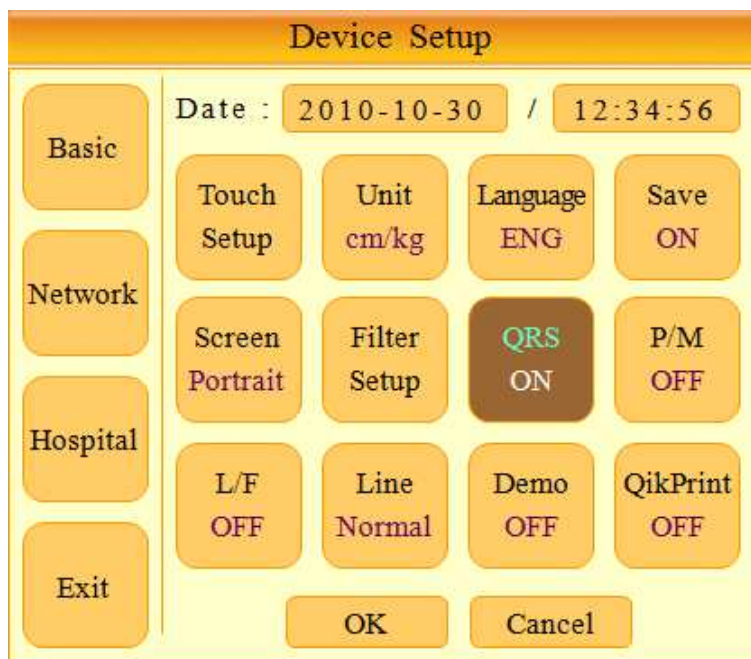 Device Setup
Date : 2010-10-30 / 12:34:56
Basic
Network
Hospital
Exit
Touch
Setup
Unit
cm/kg
Language
ENG
Save
ON
Screen
Portrait
Filter
Setup
QRS
ON
P/M
OFF
L/F
OFF
Line
Normal
Demo
OFF
QikPrint
OFF
OK
Cancel